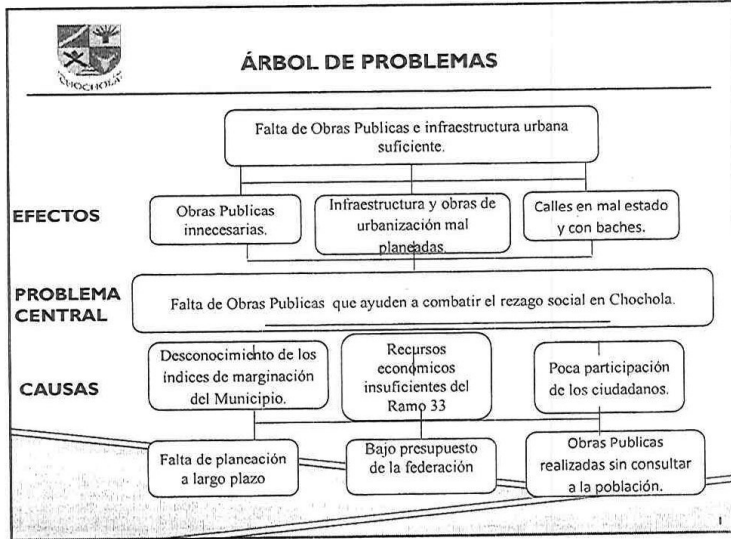 CHOCHOLÁ
ÁRBOL DE PROBLEMAS
Falta de Obras Publicas e infraestructura urbana
suficiente.
EFECTOS
Obras Publicas
innecesarias.
Infraestructura y obras de
urbanización mal
planeadas.
Calles en mal estado
y con baches.
PROBLEMA
CENTRAL
Falta de Obras Publicas que ayuden a combatir el rezago social en Chochola.
CAUSAS
Desconocimiento de los
índices de marginación
del Municipio.
Recursos
económicos
insuficientes del
Ramo 33
Poca participación
de los ciudadanos.
Falta de planeación
a largo plazo
Bajo presupuesto
de la federación
Obras Publicas
realizadas sin consultar
a la población.
1